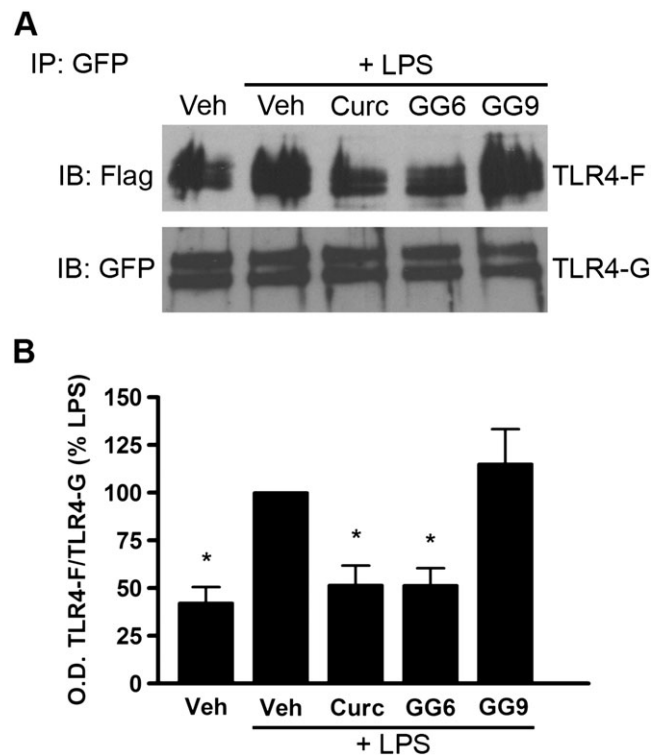 A
IP: GFP
+ LPS
Veh Veh Curc GG6 GG9
IB: Flag TLR4-F
IB: GFP TLR4-G
B
O.D. TLR4-F/TLR4-G (% LPS)
150
125
100
75
50
25
0
* * *
Veh Veh Curc GG6 GG9
+ LPS